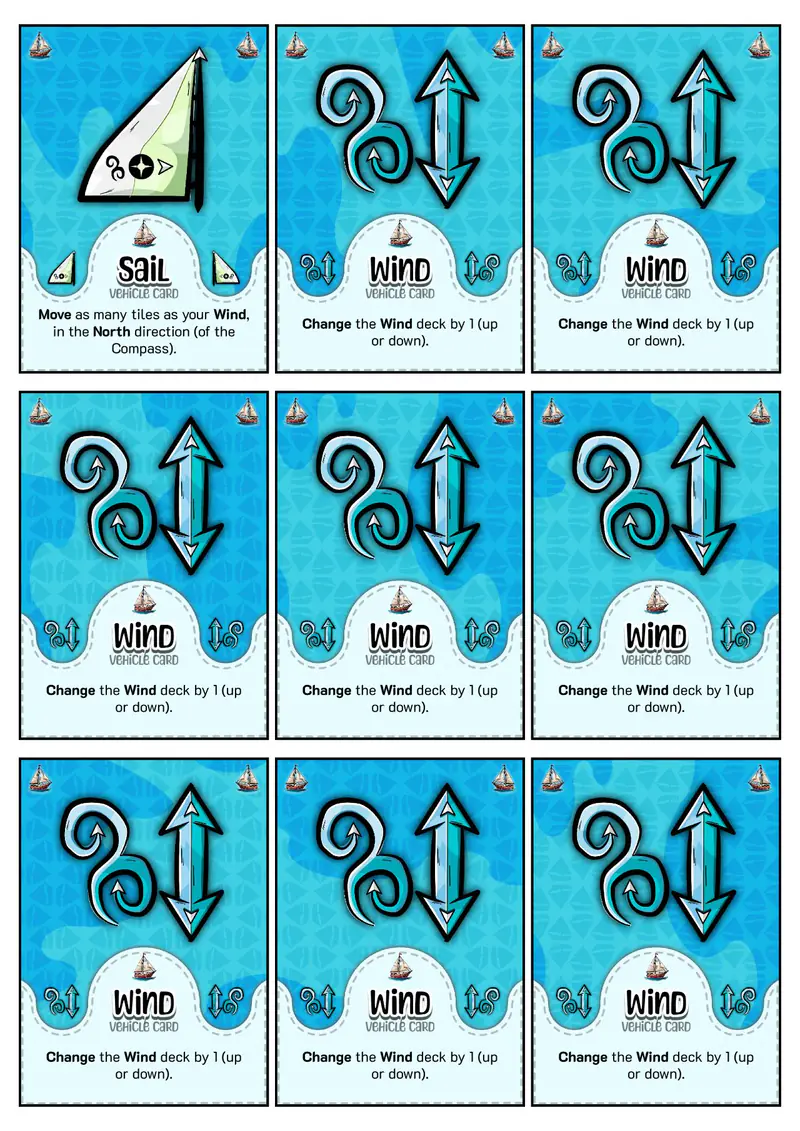 Sail
VEHICLE CARD
Move as many tiles as your Wind,
in the North direction (of the
Compass).
Wind
VEHICLE CARD
Change the Wind deck by 1 (up
or down).
Wind
VEHICLE CARD
Change the Wind deck by 1 (up
or down).
Wind
VEHICLE CARD
Change the Wind deck by 1 (up
or down).
Wind
VEHICLE CARD
Change the Wind deck by 1 (up
or down).
Wind
VEHICLE CARD
Change the Wind deck by 1 (up
or down).
Wind
VEHICLE CARD
Change the Wind deck by 1 (up
or down).
Wind
VEHICLE CARD
Change the Wind deck by 1 (up
or down).
Wind
VEHICLE CARD
Change the Wind deck by 1 (up
or down).